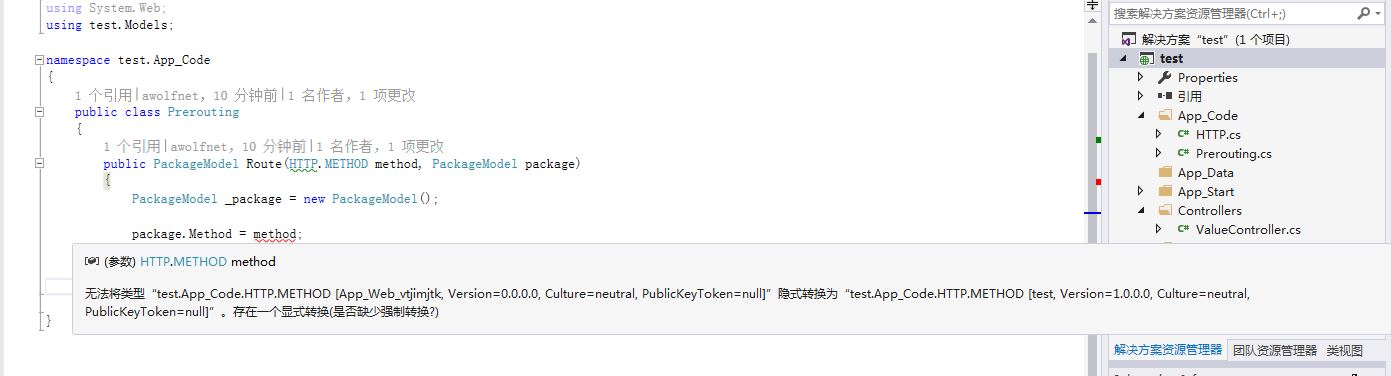 using System.Web;
using test.Models;
namespace test.App_Code
{
1 个引用|awolfnet, 10 分钟前|1 名作者, 1 项更改
public class Prerouting
{
1 个引用|awolfnet, 10 分钟前|1 名作者, 1 项更改
public PackageModel Route(HTTP.METHOD method, PackageModel package)
{
PackageModel _package = new PackageModel();
package.Method = method;
(参数) HTTP.METHOD method
无法将类型“test.App_Code.HTTP.METHOD [App_Web_vtjimjtk, Version=0.0.0.0, Culture=neutral, PublicKeyToken=null]”隐式转换为“test.App_Code.HTTP.METHOD [test, Version=1.0.0.0, Culture=neutral,
PublicKeyToken=null]”。存在一个显式转换(是否缺少强制转换?)
}
搜索解决方案资源管理器(Ctrl+;)
解决方案“test”(1 个项目)
test
Properties
引用
App_Code
HTTP.cs
Prerouting.cs
App_Data
App_Start
Controllers
ValueController.cs
解决方案资源管理器 团队资源管理器 类视图